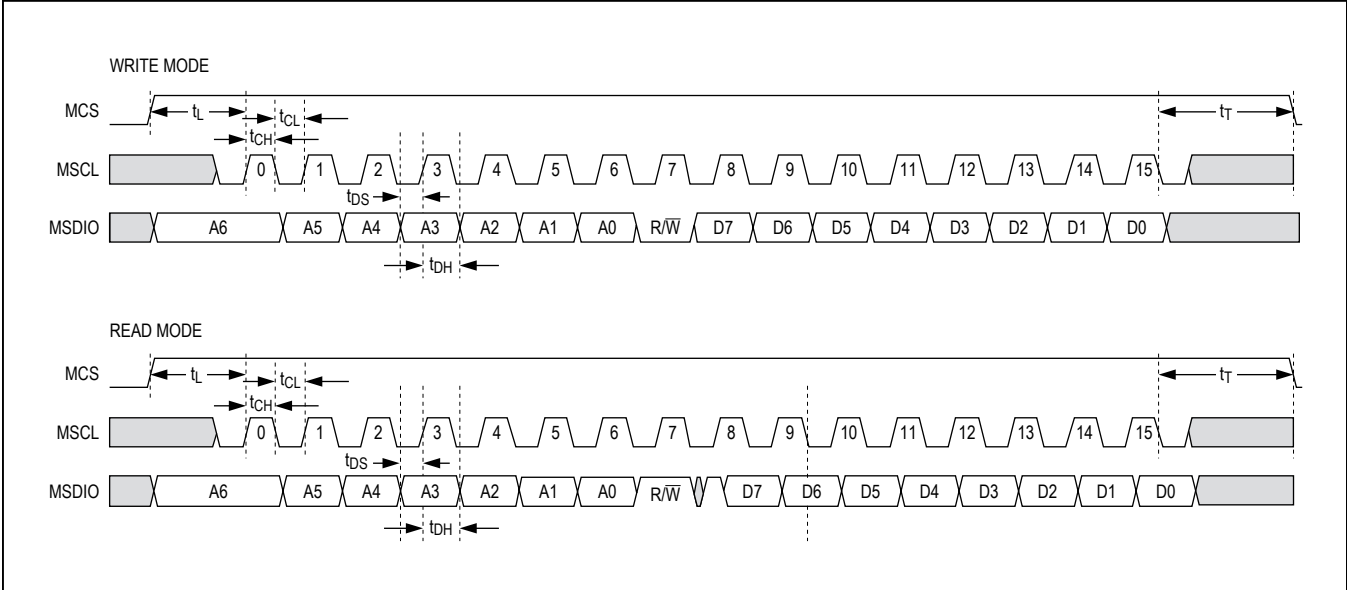 WRITE MODE
MCS tL tCL tT
tCH
MSCL 0 1 2 3 4 5 6 7 8 9 10 11 12 13 14 15
tDS
MSDIO A6 A5 A4 A3 A2 A1 A0 R/W̅ D7 D6 D5 D4 D3 D2 D1 D0
tDH
READ MODE
MCS tL tCL tT
tCH
MSCL 0 1 2 3 4 5 6 7 8 9 10 11 12 13 14 15
tDS
MSDIO A6 A5 A4 A3 A2 A1 A0 R/W̅ D7 D6 D5 D4 D3 D2 D1 D0
tDH